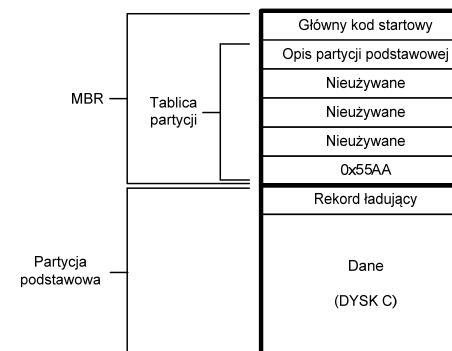 Główny kod startowy
Opis partycji podstawowej
Nieużywane
Nieużywane
Nieużywane
0x55AA
MBR
Tablica
partycji
Rekord ładujący
Partycja
podstawowa
Dane
(DYSK C)